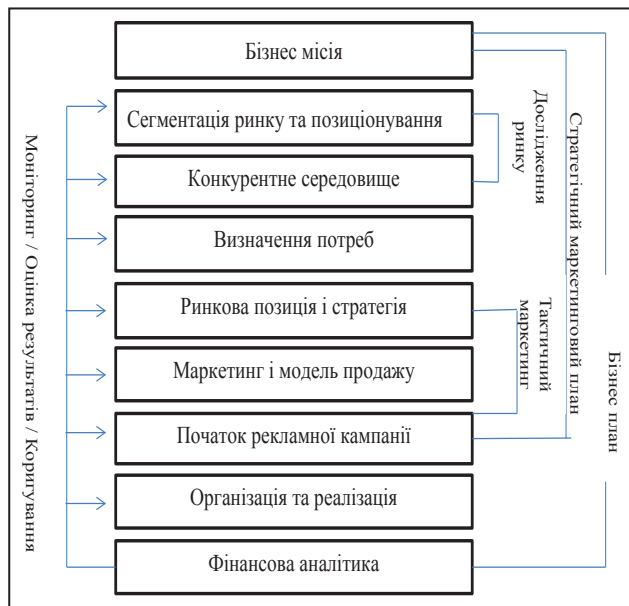 Бізнес місія
Сегментація ринку та позиціонування
Конкурентне середовище
Визначення потреб
Ринкова позиція і стратегія
Маркетинг і модель продажу
Початок рекламної кампанії
Організація та реалізація
Фінансова аналітика
Моніторинг / Оцінка результатів / Коригування
Дослідження
ринку
Тактичний
маркетинг
Стратегічний маркетинговий план
Бізнес план